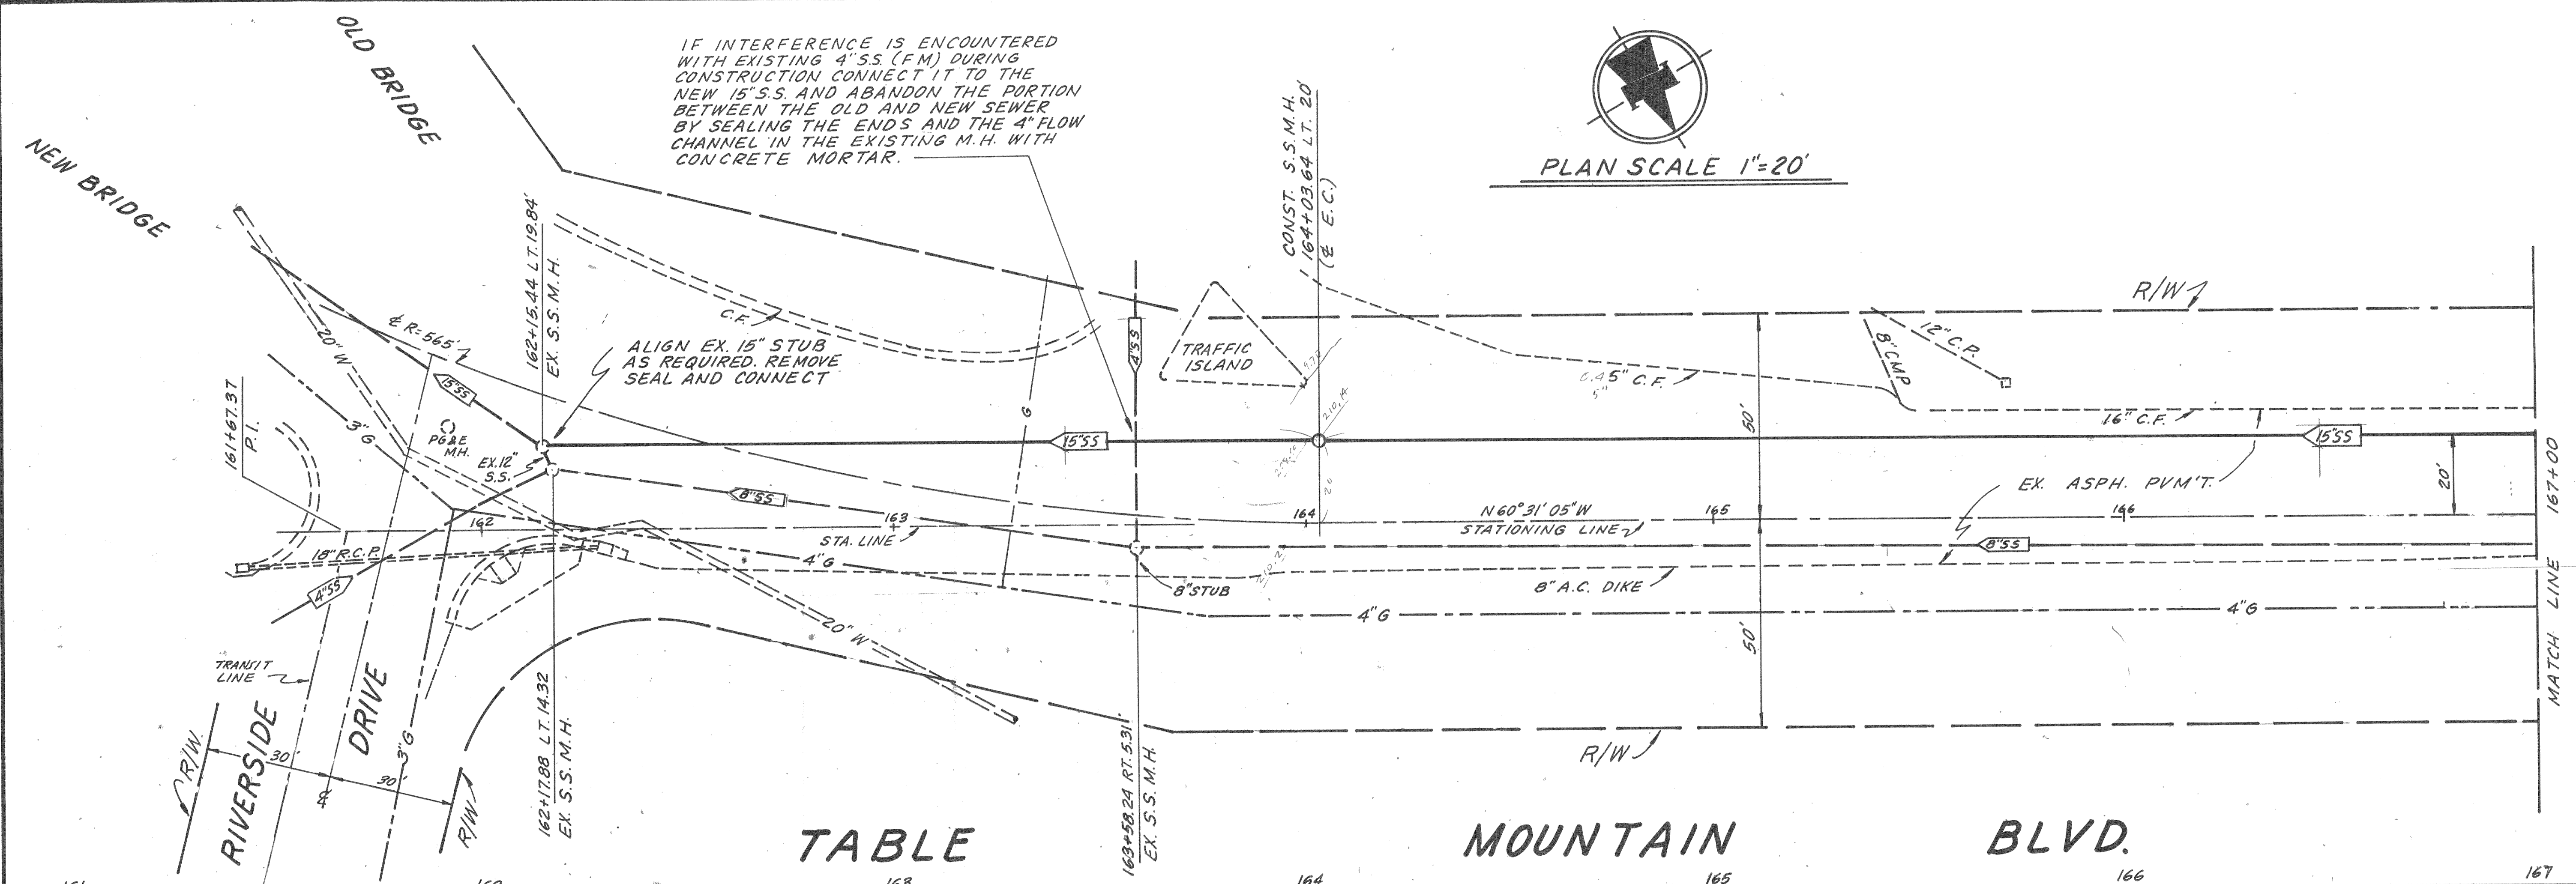 OLD BRIDGE
NEW BRIDGE
IF INTERFERENCE IS ENCOUNTERED
WITH EXISTING 4" S.S. (FM) DURING
CONSTRUCTION CONNECT IT TO THE
NEW 15" S.S. AND ABANDON THE PORTION
BETWEEN THE OLD AND NEW SEWER
BY SEALING THE ENDS AND THE 4" FLOW
CHANNEL IN THE EXISTING M.H. WITH
CONCRETE MORTAR.
PLAN SCALE 1"=20'
CONST. S.S.M.H.
164+03.64 LT. 20'
(℄ E.C.)
162+15.44 LT. 19.84'
EX. S.S.M.H.
C.F.
℄ R=565'
20" W
15"SS
ALIGN EX. 15" STUB
AS REQUIRED. REMOVE
SEAL AND CONNECT
4"SS
TRAFFIC
ISLAND
9.70
R/W
12" C.P.
8" CMP
5" C.F.
16" C.F.
161+67.37
P.I.
3"G
PG&E
M.H.
EX. 12"
S.S.
G
15"SS
210.14
50'
15"SS
20'
EX. ASPH. PVM'T.
MATCH LINE 167+00
8"SS
162
163
STA. LINE
164
N 60° 31' 05" W
STATIONING LINE
165
166
18" R.C.P.
4"SS
4"G
8" STUB
8" A.C. DIKE
8"SS
4"G
4"G
20" W
50'
R/W
TRANSIT
LINE
R/W
30'
30'
℄
3"G
R/W
RIVERSIDE
DRIVE
162+17.88 LT. 14.32
EX. S.S.M.H.
163+58.24 RT. 5.31'
EX. S.S.M.H.
TABLE MOUNTAIN BLVD.
163
164
165
166
167